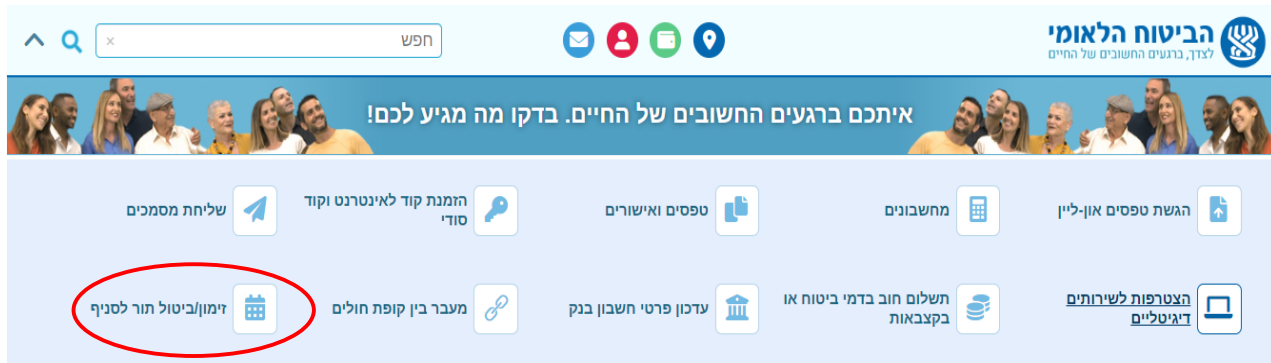 הביטוח הלאומי
לצדך, ברגעים החשובים של החיים
חפש
איתכם ברגעים החשובים של החיים. בדקו מה מגיע לכם!
הגשת טפסים און-ליין
מחשבונים
טפסים ואישורים
הזמנת קוד לאינטרנט וקוד
סודי
שליחת מסמכים
הצטרפות לשירותים
דיגיטליים
תשלום חוב בדמי ביטוח או
בקצבאות
עדכון פרטי חשבון בנק
מעבר בין קופת חולים
זימון/ביטול תור לסניף